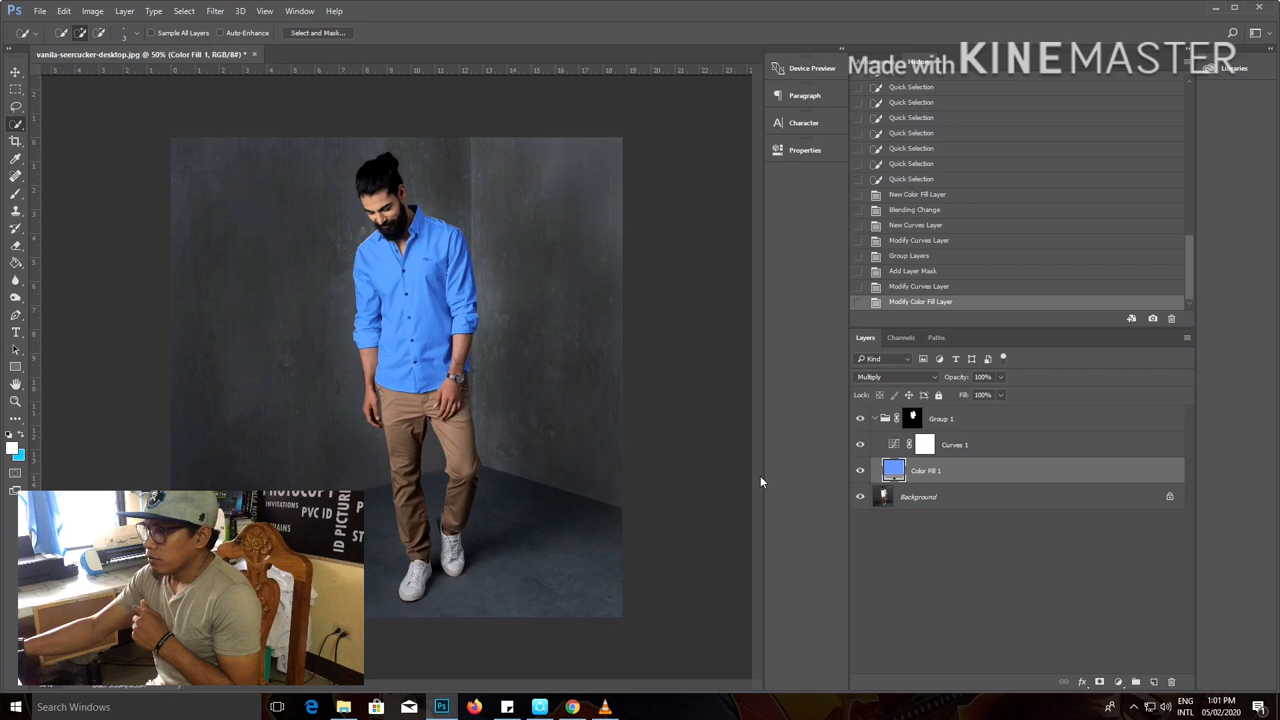 Ps File Edit Image Layer Type Select Filter 3D View Window Help
3 Sample All Layers Auto-Enhance Select and Mask...
vanila-seercucker-desktop.jpg @ 50% (Color Fill 1, RGB/8#) *
Made with KINEMASTER
Device Preview
Libraries
Paragraph
Character
Properties
Quick Selection
Quick Selection
Quick Selection
Quick Selection
Quick Selection
Quick Selection
Quick Selection
New Color Fill Layer
Blending Change
New Curves Layer
Modify Curves Layer
Group Layers
Add Layer Mask
Modify Curves Layer
Modify Color Fill Layer
Layers Channels Paths
Kind
Multiply Opacity: 100%
Lock: Fill: 100%
Group 1
Curves 1
Color Fill 1
Background
PHOTOCOPY
INVITATIONS
PVC ID
ID PICTURE
Search Windows
ENG
INTL
1:01 PM
05/02/2020